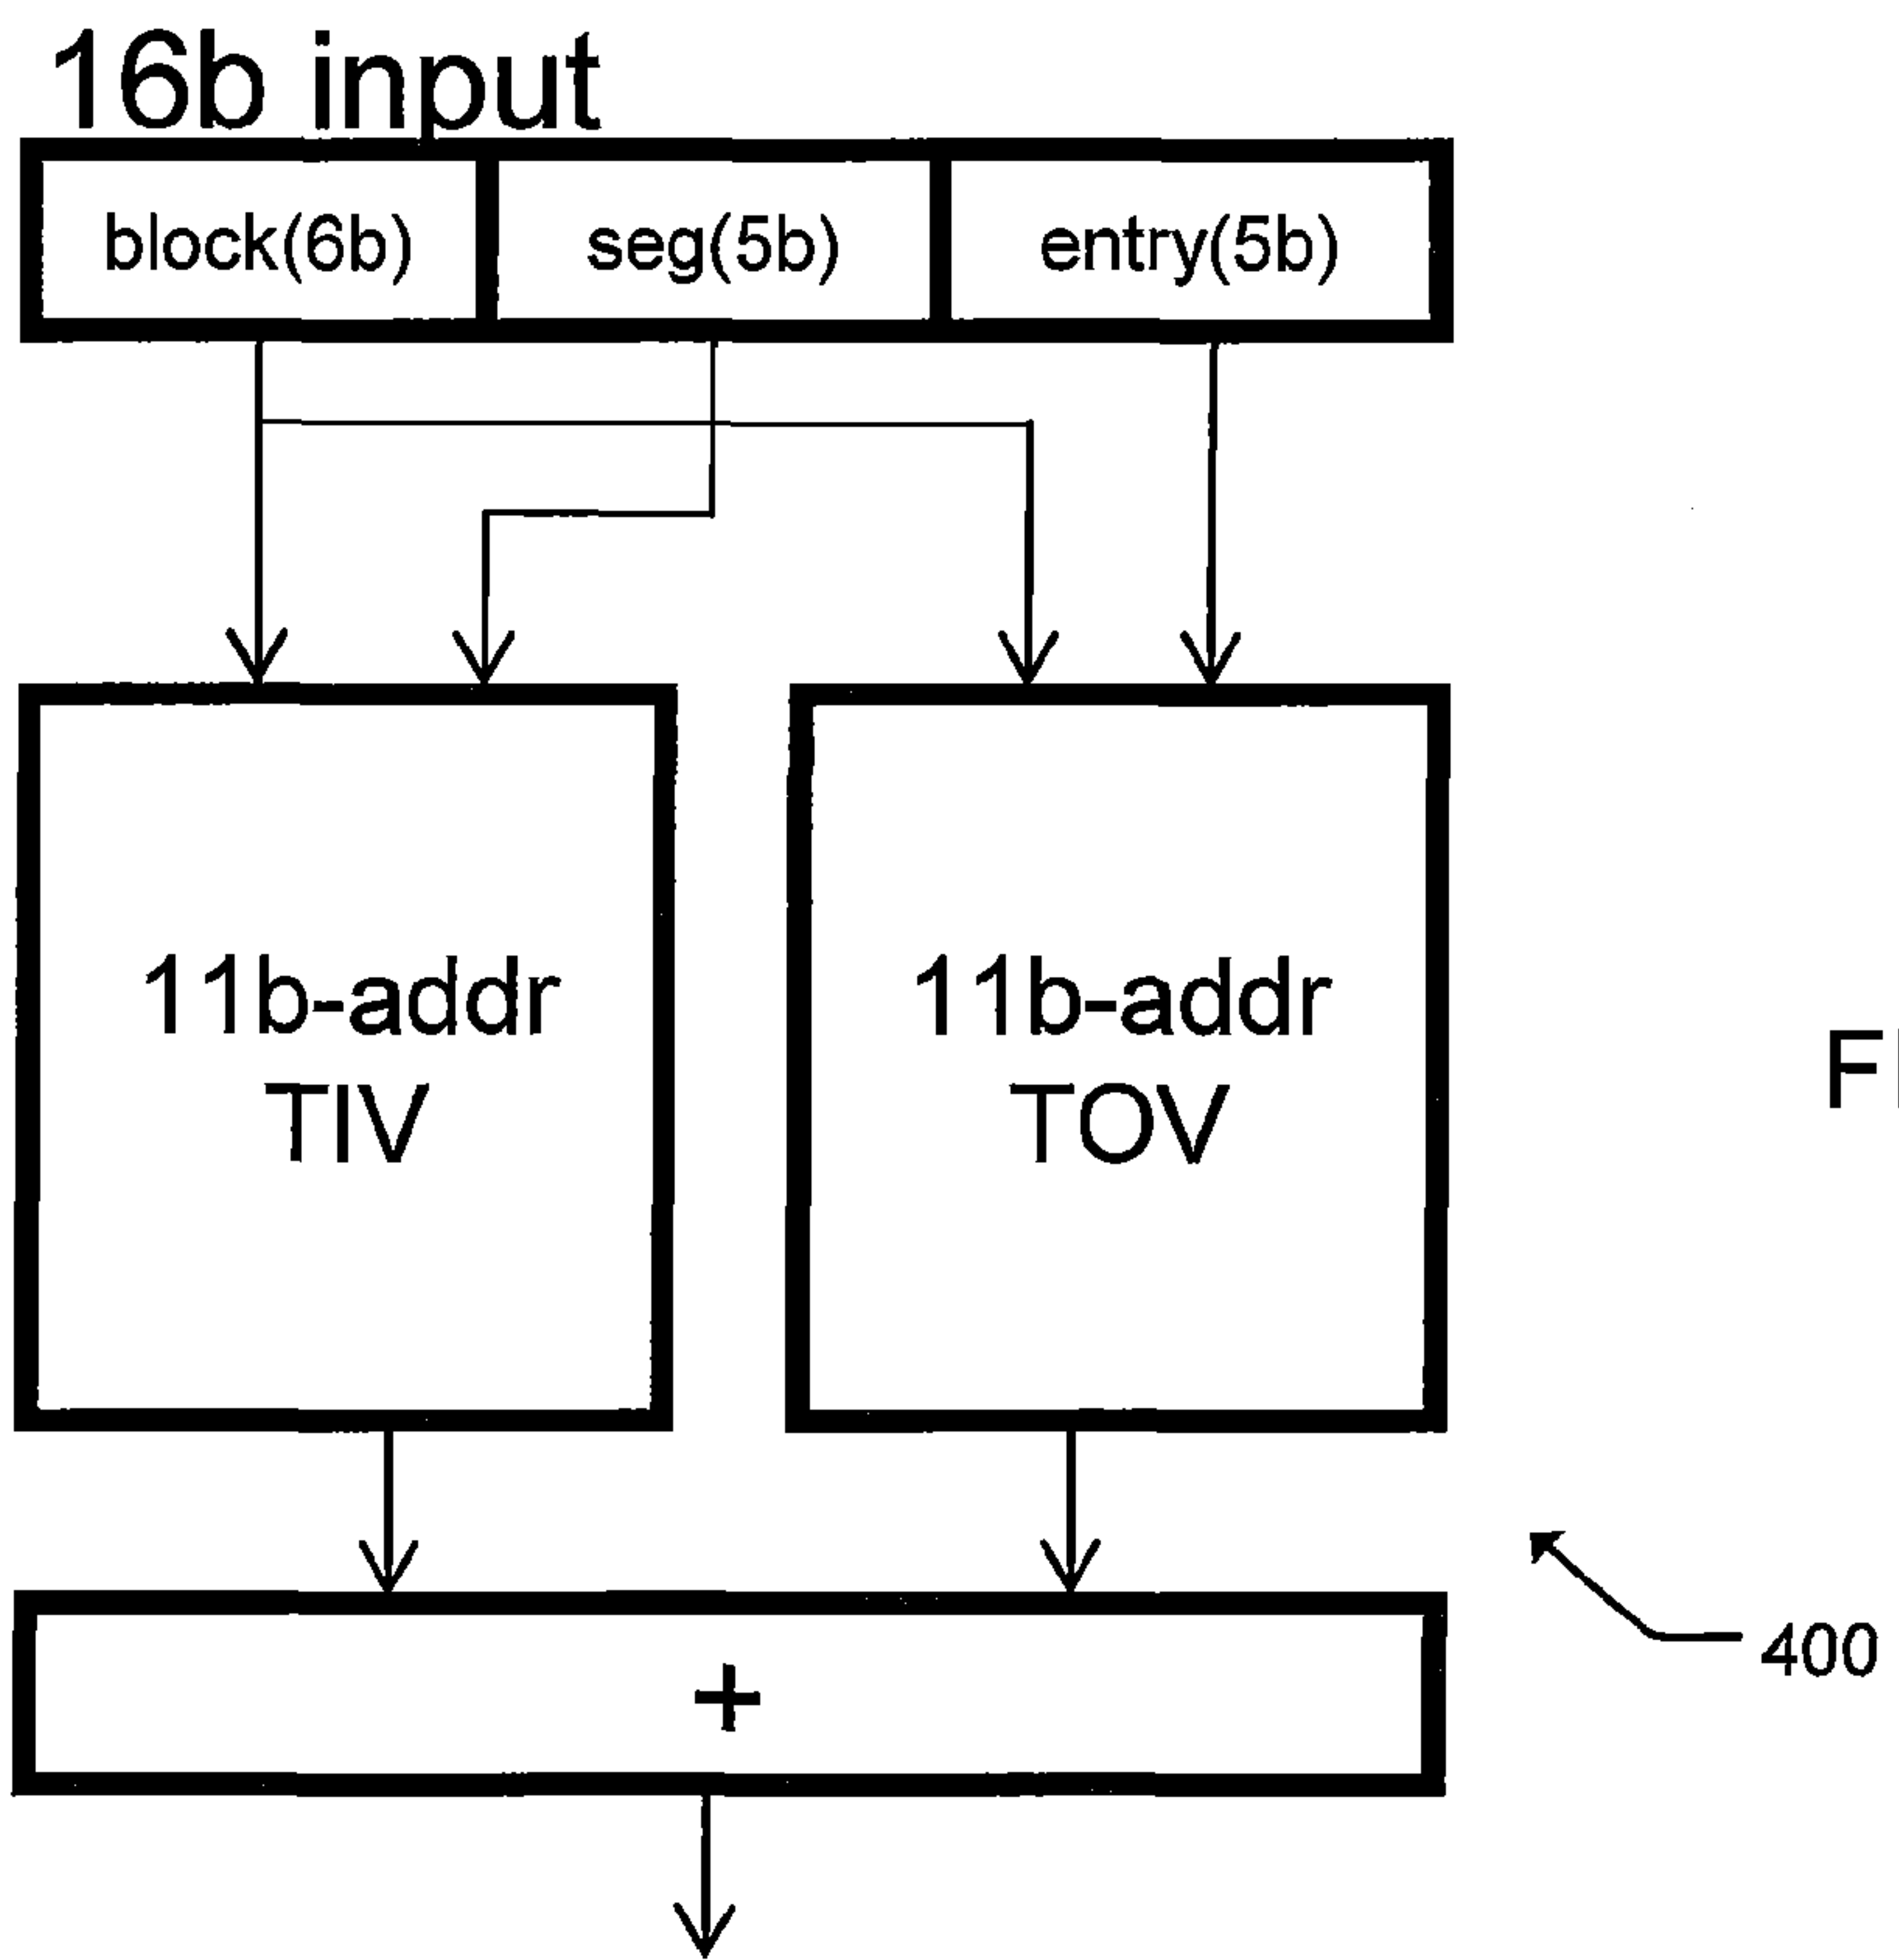 16b input
block(6b) seg(5b) entry(5b)
11b-addr
TIV
11b-addr
TOV
+
400